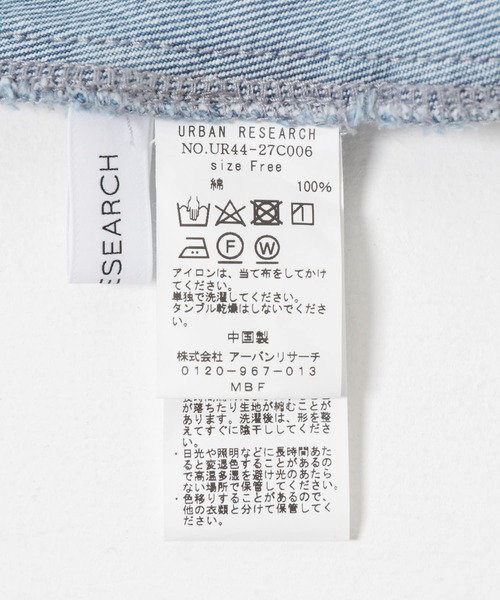 URBAN RESEARCH
NO.UR44-27C006
size Free
綿 100%
F W
アイロンは、当て布をしてかけ
てください。
単独で洗濯してください。
タンブル乾燥はしないでくださ
い。
中国製
株式会社 アーバンリサーチ
0120-967-013
MBF
が落ちたり生地が縮むことが
あります。洗濯後は、形を整
えてすぐに陰干ししてくださ
い。
・日光や照明などに長時間あた
ると変退色することがあるの
で高温多湿を避け光のあたら
ない場所で保管してください。
・色移りすることがあるので、
他の衣類と分けて保管してく
ださい。
ESEARCH